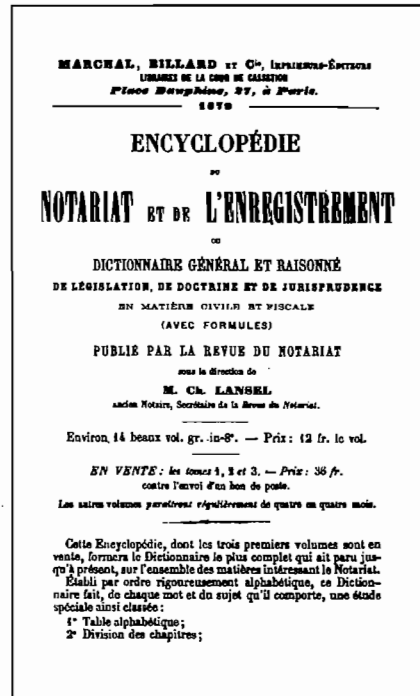 MARCHAL, BILLARD ET Cie, IMPRIMEURS-ÉDITEURS
LIBRAIRES DE LA COUR DE CASSATION
Place Dauphine, 27, à Paris.
1879
ENCYCLOPÉDIE
DU
NOTARIAT ET DE L'ENREGISTREMENT
OU
DICTIONNAIRE GÉNÉRAL ET RAISONNÉ
DE LÉGISLATION, DE DOCTRINE ET DE JURISPRUDENCE
EN MATIÈRE CIVILE ET FISCALE
(AVEC FORMULES)
PUBLIÉ PAR LA REVUE DU NOTARIAT
sous la direction de
M. Ch. LANSEL
ancien Notaire, Secrétaire de la Revue du Notariat.
Environ 14 beaux vol. gr. in-8°. — Prix : 12 fr. le vol.
EN VENTE : les tomes 1, 2 et 3. — Prix : 36 fr.
contre l'envoi d'un bon de poste.
Les autres volumes paraîtront régulièrement de quatre en quatre mois.
Cette Encyclopédie, dont les trois premiers volumes sont en
vente, formera le Dictionnaire le plus complet qui ait paru jus-
qu'à présent, sur l'ensemble des matières intéressant le Notariat.
Établi par ordre rigoureusement alphabétique, ce Diction-
naire fait, de chaque mot et du sujet qu'il comporte, une étude
spéciale ainsi classée :
1° Table alphabétique ;
2° Division des chapitres ;